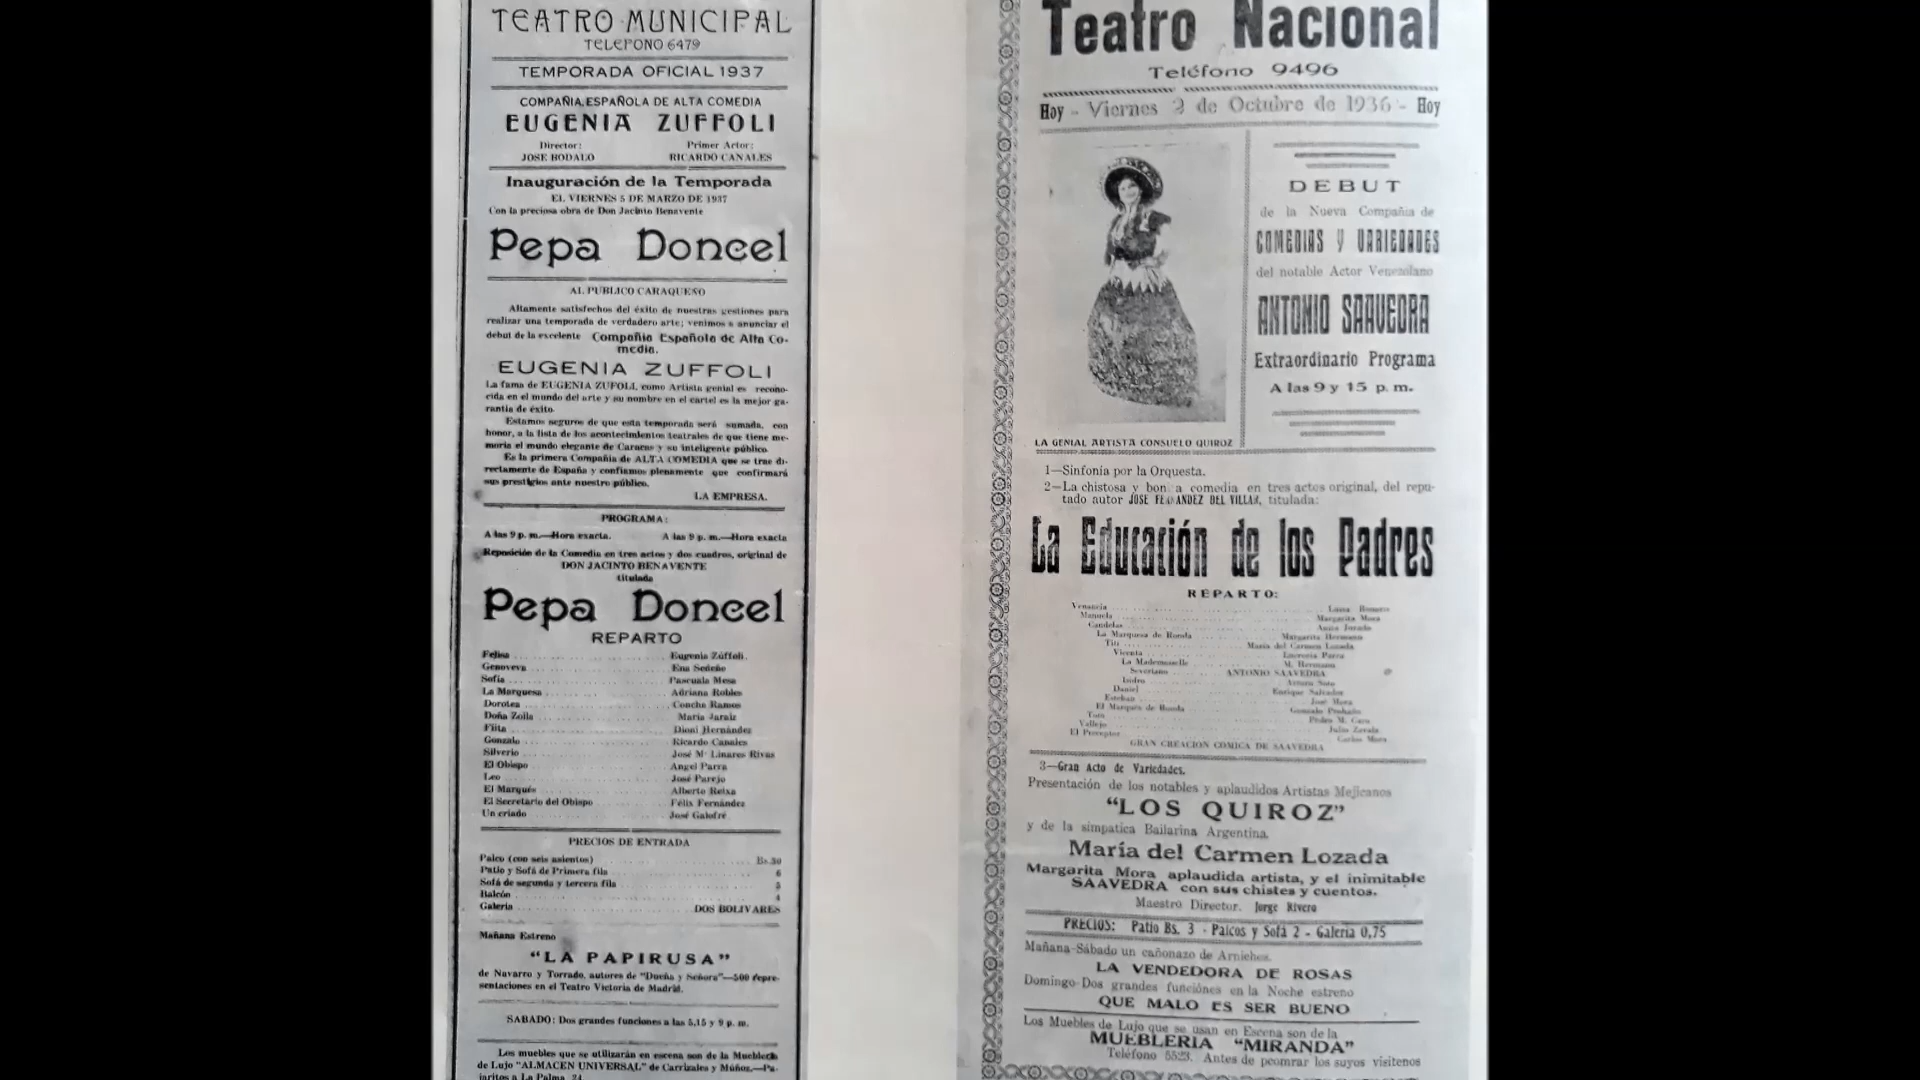 TEATRO MUNICIPAL
TELEFONO 6479
TEMPORADA OFICIAL 1937
COMPAÑIA ESPAÑOLA DE ALTA COMEDIA
EUGENIA ZUFFOLI
Director: Primer Actor:
JOSE BODALO RICARDO CANALES
Inauguración de la Temporada
EL VIERNES 5 DE MARZO DE 1937
Con la preciosa obra de Don Jacinto Benavente
Pepa Doncel
AL PUBLICO CARAQUEÑO
Altamente satisfechos del éxito de nuestras gestiones para
realizar una temporada de verdadero arte; venimos a anunciar el
debut de la excelente Compañia Española de Alta Co-
media.
EUGENIA ZUFFOLI
La fama de EUGENIA ZUFOLI, como Artista genial es recono-
cida en el mundo del arte y su nombre en el cartel es la mejor ga-
rantía de éxito.
Estamos seguros de que esta temporada será sumada, con
honor, a la lista de los acontecimientos teatrales de que tiene me-
moria el mundo elegante de Caracas y su inteligente público
Es la primera Compañia de ALTA COMEDIA que se trae di-
rectamente de España y confiamos plenamente que confirmará
sus prestigios ante nuestro público.
LA EMPRESA.
PROGRAMA:
A las 9 p. m.—Hora exacta. A las 9 p. m.—Hora exacta
Reposición de la Comedia en tres actos y dos cuadros, original de
DON JACINTO BENAVENTE
titulada
Pepa Doncel
REPARTO
Felisa Eugenia Zúffoli.
Genoveva Ena Sedeño
Sofía Pascuala Mesa
La Marquesa Adriana Robles
Dorotea Concha Ramos
Doña Zoila María Jaraiz
Fiita Dioni Hernández
Gonzalo Ricardo Canales
Silverio José Mª Linares Rivas
El Obispo Angel Parra
Leo José Parejo
El Marqués Alberto Reixa
El Secretario del Obispo Félix Fernández
Un criado José Galofré
PRECIOS DE ENTRADA
Palco (con seis asientos) Bs. 30
Patio y Sofá de Primera fila 6
Sofá de segunda y tercera fila 5
Balcón 4
Galeria DOS BOLIVARES
Mañana Estreno
“LA PAPIRUSA”
de Navarro y Torrado, autores de “Dueña y Señora”—500 repre-
sentaciones en el Teatro Victoria de Madrid.
SABADO: Dos grandes funciones a las 5,15 y 9 p. m.
Los muebles que se utilizarán en escena son de la Mueblería
de Lujo “ALMACEN UNIVERSAL” de Carrizales y Múñoz.—Pa-
jaritos a La Palma 24.
Teatro Nacional
Teléfono 9496
Hoy - Viernes 2 de Octubre de 1936 - Hoy
DEBUT
de la Nueva Compañia de
COMEDIAS Y VARIEDADES
del notable Actor Venezolano
ANTONIO SAAVEDRA
Extraordinario Programa
A las 9 y 15 p. m.
LA GENIAL ARTISTA CONSUELO QUIROZ
1—Sinfonía por la Orquesta.
2—La chistosa y bon a comedia en tres actos original, del repu-
tado autor JOSE FERNANDEZ DEL VILLAR, titulada:
La Educación de los Padres
REPARTO:
Venancia Luisa Romero
Manuela Margarita Mora
Candelas Anita Jurado
La Marquesa de Ronda Margarita Hermann
Titi María del Carmen Lozada
Vicenta Lucrecia Parra
La Mademoiselle M. Hermann
Severiano ANTONIO SAAVEDRA
Isidro Arturo Soto
Daniel Enrique Salcedos
Esteban José Mora
El Marqués de Ronda Gonzalo
Tom Pedro M. Caro
Vallejo Julio Zerala
El Preceptor Carlos Mora
GRAN CREACION COMICA DE SAAVEDRA
3—Gran Acto de Variedades.
Presentación de los notables y aplaudidos Artistas Mejicanos
“LOS QUIROZ”
y de la simpatica Bailarina Argentina.
María del Carmen Lozada
Margarita Mora aplaudida artista, y el inimitable
SAAVEDRA con sus chistes y cuentos.
Maestro Director. Jorge Rivero
PRECIOS: Patio Bs. 3 - Palcos y Sofá 2 - Galeria 0,75
Mañana-Sábado un cañonazo de Arniches.
LA VENDEDORA DE ROSAS
Domingo-Dos grandes funciónes en la Noche estreno
QUE MALO ES SER BUENO
Los Muebles de Lujo que se usan en Escena son de la
MUEBLERIA “MIRANDA”
Teléfono 5523. Antes de pcomrar los suyos visitenos